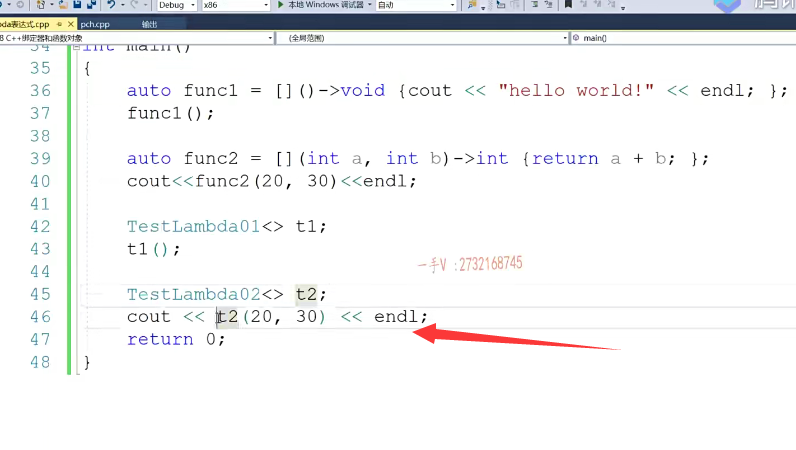 Debug x86 本地 Windows 调试器 自动
bda表达式.cpp pch.cpp 输出
8 C++绑定器和函数对象 (全局范围) main()
34 int main()
35 {
36 auto func1 = []()->void {cout << "hello world!" << endl; };
37 func1();
38
39 auto func2 = [](int a, int b)->int {return a + b; };
40 cout<<func2(20, 30)<<endl;
41
42 TestLambda01<> t1;
43 t1();
44
一手V :2732168745
45 TestLambda02<> t2;
46 cout << t2(20, 30) << endl;
47 return 0;
48 }